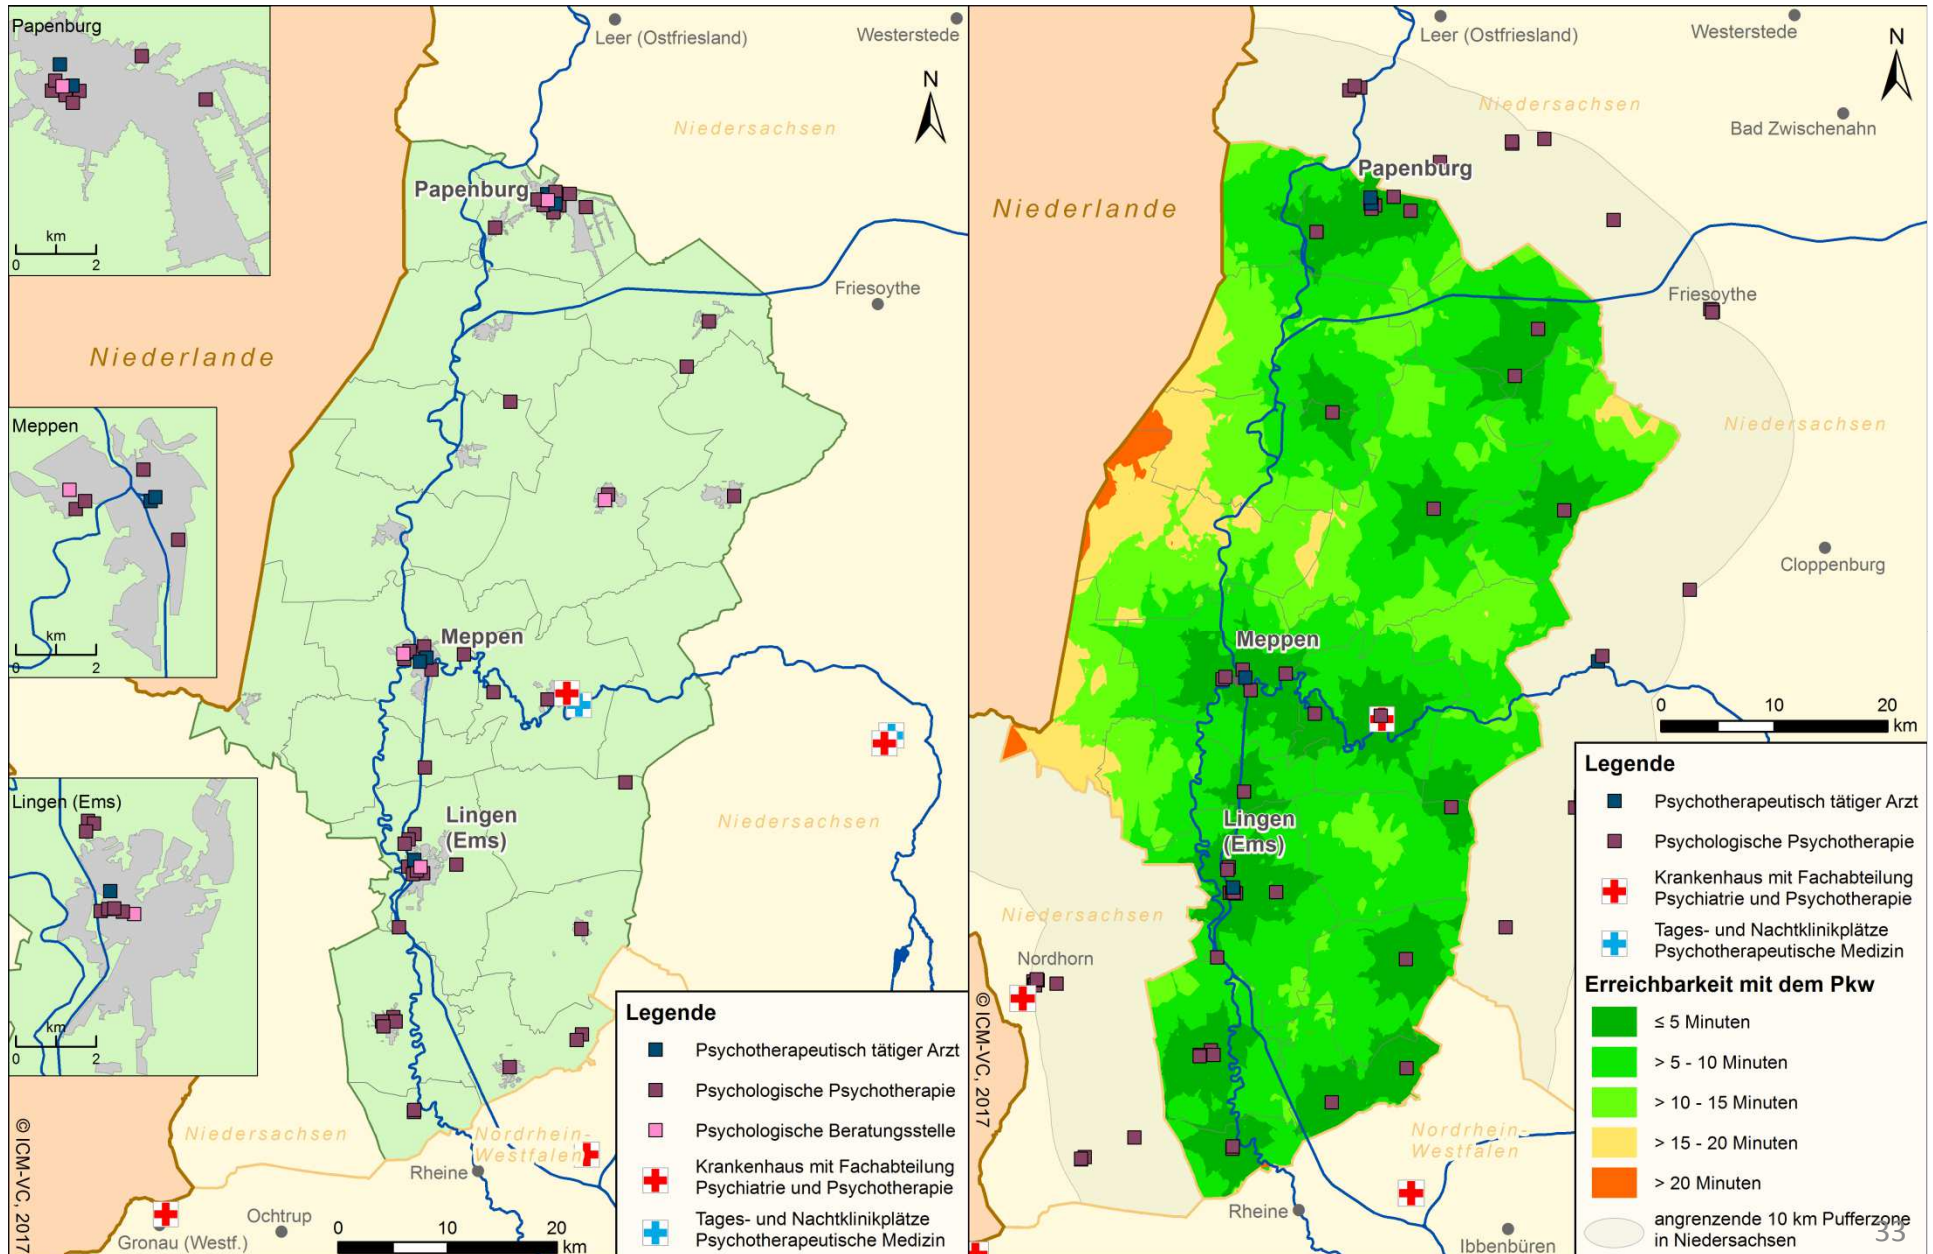 Papenburg
km
0 2
Meppen
km
0 2
Lingen (Ems)
km
0 2
Leer (Ostfriesland)
Westerstede
N
Niedersachsen
Papenburg
Friesoythe
Niederlande
Meppen
Lingen
(Ems)
Niedersachsen
Niedersachsen
Nordrhein-
Westfalen
Rheine
Ochtrup
Gronau (Westf.)
© ICM-VC, 2017
0 10 20
km
Legende
Psychotherapeutisch tätiger Arzt
Psychologische Psychotherapie
Psychologische Beratungsstelle
Krankenhaus mit Fachabteilung
Psychiatrie und Psychotherapie
Tages- und Nachtklinikplätze
Psychotherapeutische Medizin
Leer (Ostfriesland)
Westerstede
N
Niedersachsen
Bad Zwischenahn
Papenburg
Niederlande
Friesoythe
Niedersachsen
Cloppenburg
Meppen
0 10 20
km
Lingen
(Ems)
Niedersachsen
Nordhorn
© ICM-VC, 2017
Nordrhein-
Westfalen
Rheine
Ibbenbüren
Legende
Psychotherapeutisch tätiger Arzt
Psychologische Psychotherapie
Krankenhaus mit Fachabteilung
Psychiatrie und Psychotherapie
Tages- und Nachtklinikplätze
Psychotherapeutische Medizin
Erreichbarkeit mit dem Pkw
≤ 5 Minuten
> 5 - 10 Minuten
> 10 - 15 Minuten
> 15 - 20 Minuten
> 20 Minuten
angrenzende 10 km Pufferzone
in Niedersachsen
33